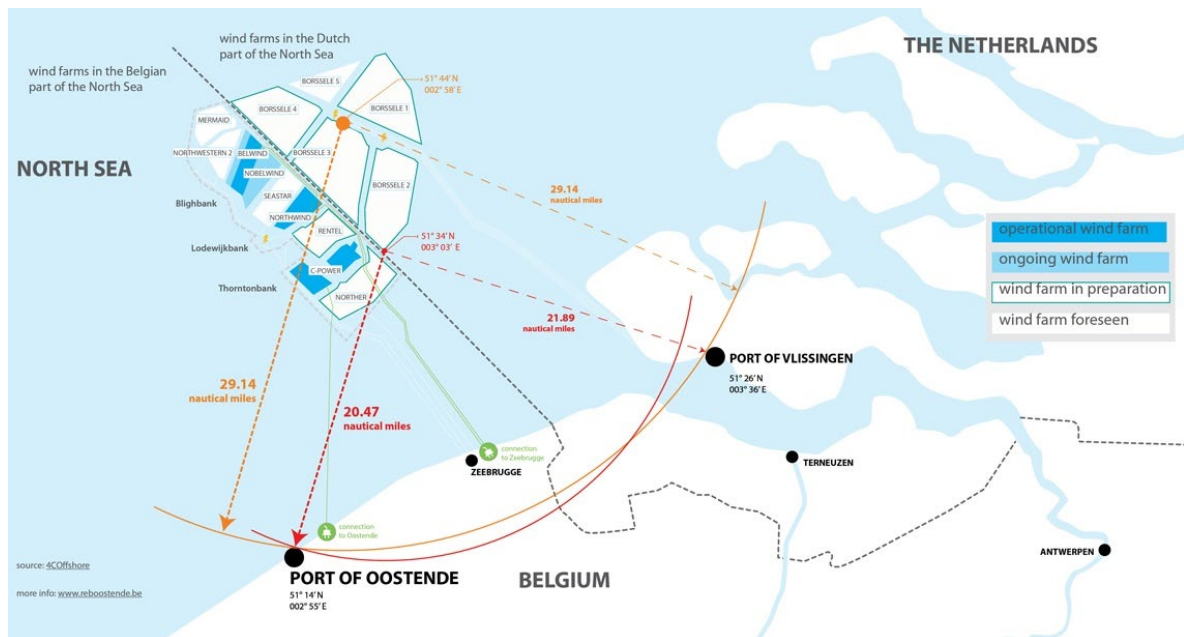 wind farms in the Dutch
part of the North Sea
THE NETHERLANDS
wind farms in the Belgian
part of the North Sea
BORSSELE 5
51° 44′ N
002° 58′ E
BORSSELE 4
BORSSELE 1
MERMAID
NORTHWESTERN 2
BELWIND
BORSSELE 3
NORTH SEA
NOBELWIND
BORSSELE 2
29.14
nautical miles
SEASTAR
Blighbank
NORTHWIND
operational wind farm
RENTEL
51° 34′ N
003° 03′ E
Lodewijkbank
ongoing wind farm
C-POWER
Thorntonbank
wind farm in preparation
NORTHER
21.89
nautical miles
wind farm foreseen
PORT OF VLISSINGEN
51° 26′ N
003° 36′ E
29.14
nautical miles
20.47
nautical miles
connection
to Zeebrugge
ZEEBRUGGE
TERNEUZEN
connection
to Oostende
ANTWERPEN
source: 4COffshore
PORT OF OOSTENDE
BELGIUM
more info: www.reboostende.be
51° 14′ N
002° 55′ E